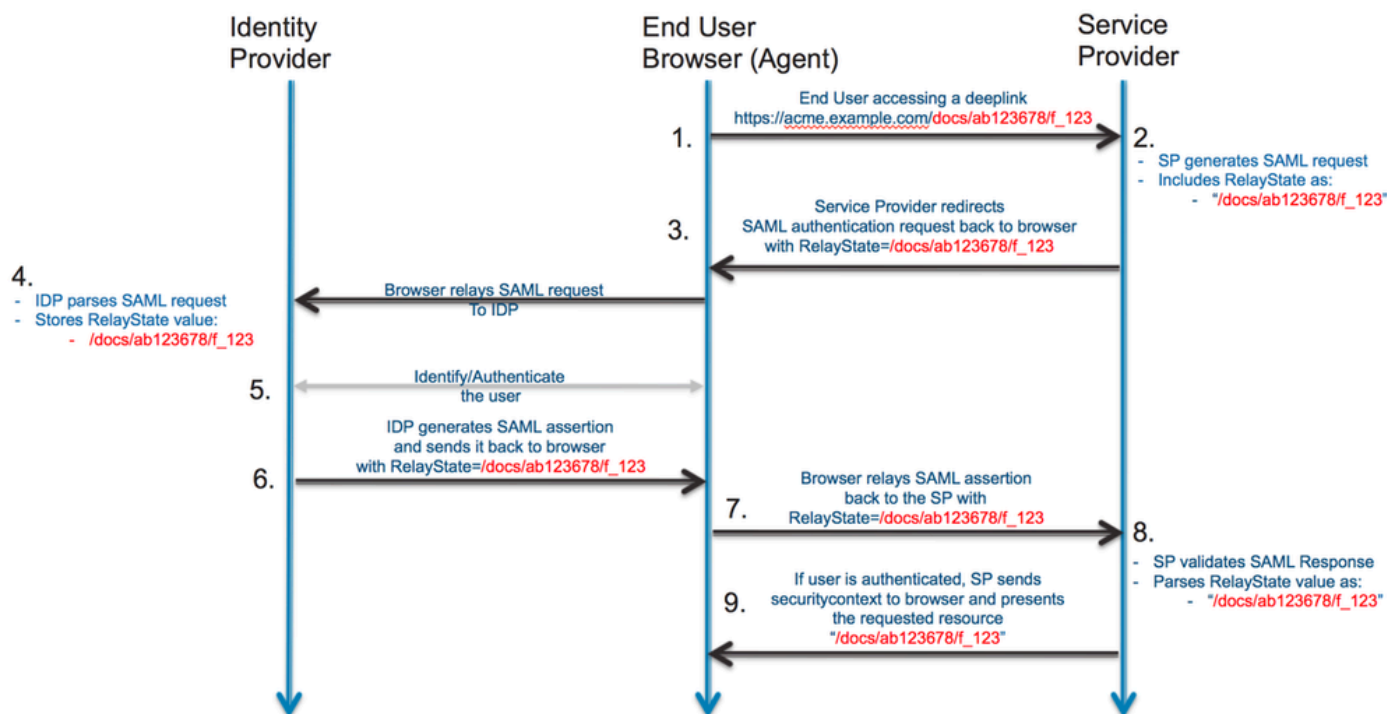 Identity
Provider
End User
Browser (Agent)
Service
Provider
End User accessing a deeplink
https://acme.example.com/docs/ab123678/f_123
1.
2.
- SP generates SAML request
- Includes RelayState as:
- “/docs/ab123678/f_123”
Service Provider redirects
SAML authentication request back to browser
with RelayState=/docs/ab123678/f_123
3.
4.
- IDP parses SAML request
- Stores RelayState value:
- /docs/ab123678/f_123
Browser relays SAML request
To IDP
5.
Identify/Authenticate
the user
IDP generates SAML assertion
and sends it back to browser
with RelayState=/docs/ab123678/f_123
6.
Browser relays SAML assertion
back to the SP with
RelayState=/docs/ab123678/f_123
7.
8.
- SP validates SAML Response
- Parses RelayState value as:
- “/docs/ab123678/f_123”
If user is authenticated, SP sends
securitycontext to browser and presents
the requested resource
“/docs/ab123678/f_123”
9.